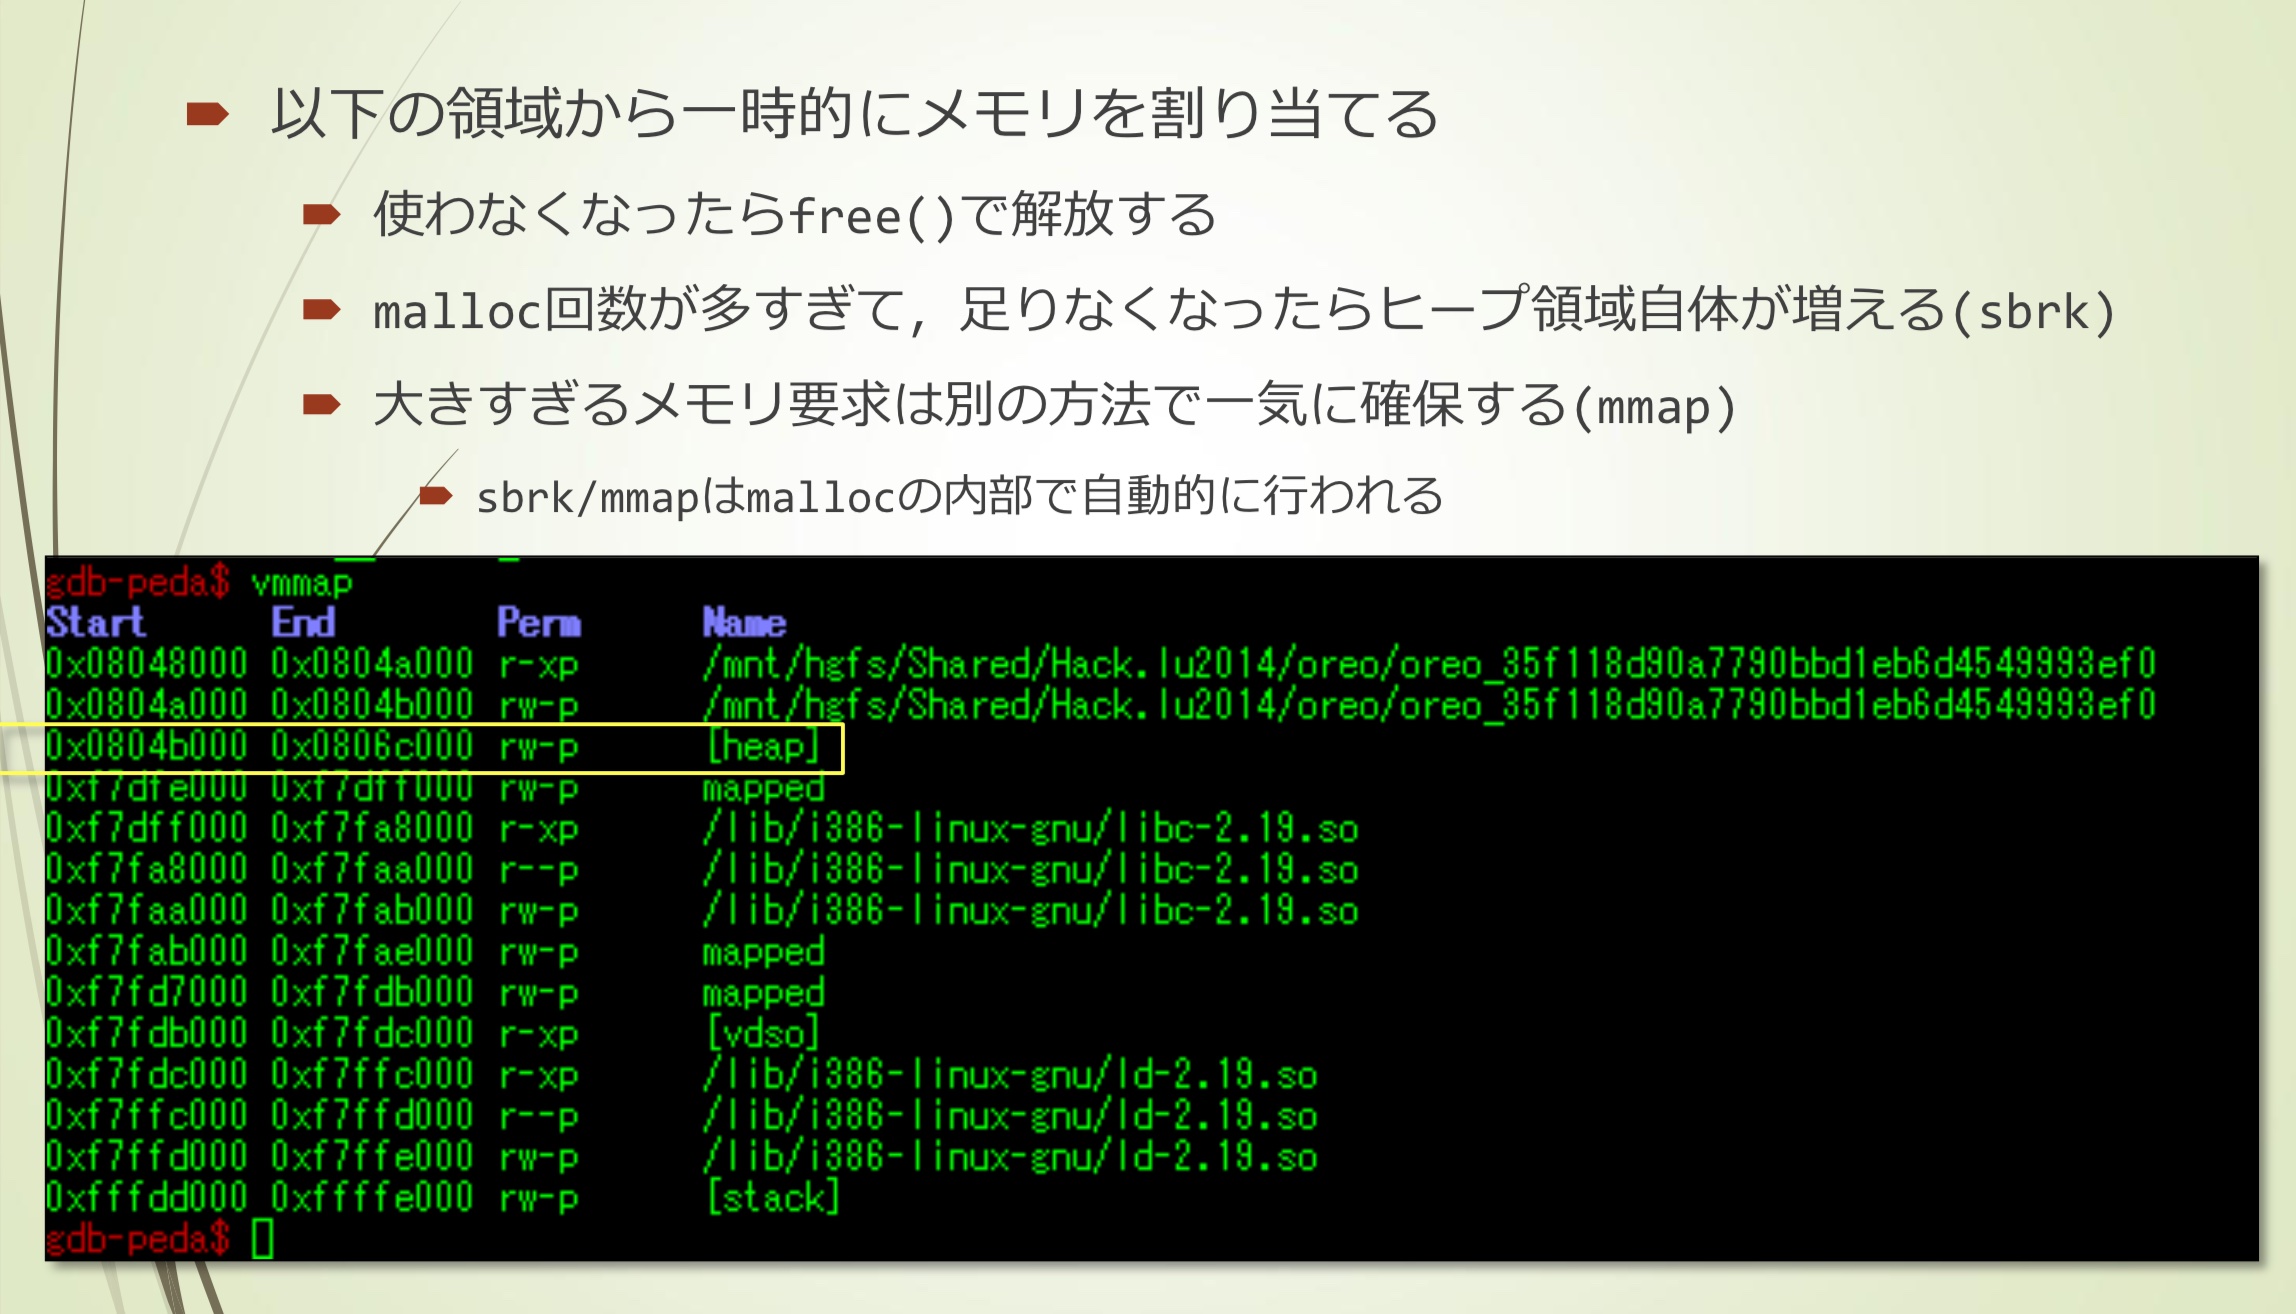 以下の領域から一時的にメモリを割り当てる
使わなくなったらfree()で解放する
malloc回数が多すぎて，足りなくなったらヒープ領域自体が増える(sbrk)
大きすぎるメモリ要求は別の方法で一気に確保する(mmap)
sbrk/mmapはmallocの内部で自動的に行われる
gdb-peda$ vmmap
Start End Perm Name
0x08048000 0x0804a000 r-xp /mnt/hgfs/Shared/Hack.lu2014/oreo/oreo_35f118d90a7790bbd1eb6d4549993ef0
0x0804a000 0x0804b000 rw-p /mnt/hgfs/Shared/Hack.lu2014/oreo/oreo_35f118d90a7790bbd1eb6d4549993ef0
0x0804b000 0x0806c000 rw-p [heap]
0xf7dfe000 0xf7dff000 rw-p mapped
0xf7dff000 0xf7fa8000 r-xp /lib/i386-linux-gnu/libc-2.19.so
0xf7fa8000 0xf7faa000 r--p /lib/i386-linux-gnu/libc-2.19.so
0xf7faa000 0xf7fab000 rw-p /lib/i386-linux-gnu/libc-2.19.so
0xf7fab000 0xf7fae000 rw-p mapped
0xf7fd7000 0xf7fdb000 rw-p mapped
0xf7fdb000 0xf7fdc000 r-xp [vdso]
0xf7fdc000 0xf7ffc000 r-xp /lib/i386-linux-gnu/ld-2.19.so
0xf7ffc000 0xf7ffd000 r--p /lib/i386-linux-gnu/ld-2.19.so
0xf7ffd000 0xf7ffe000 rw-p /lib/i386-linux-gnu/ld-2.19.so
0xfffdd000 0xffffe000 rw-p [stack]
gdb-peda$